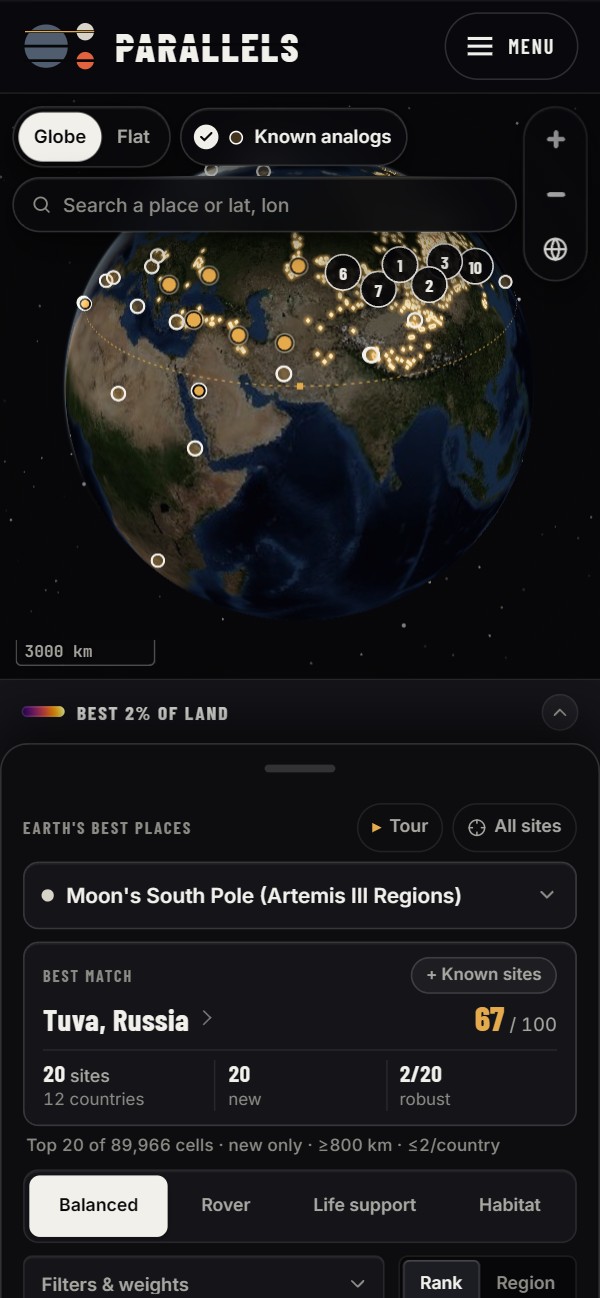 PARALLELS
MENU
Globe Flat Known analogs
Search a place or lat, lon
6 1 3 10
7 2
3000 km
BEST 2% OF LAND
EARTH'S BEST PLACES Tour All sites
Moon's South Pole (Artemis III Regions)
BEST MATCH + Known sites
Tuva, Russia 67 / 100
20 sites 20 2/20
12 countries new robust
Top 20 of 89,966 cells · new only · ≥800 km · ≤2/country
Balanced Rover Life support Habitat
Filters & weights Rank Region